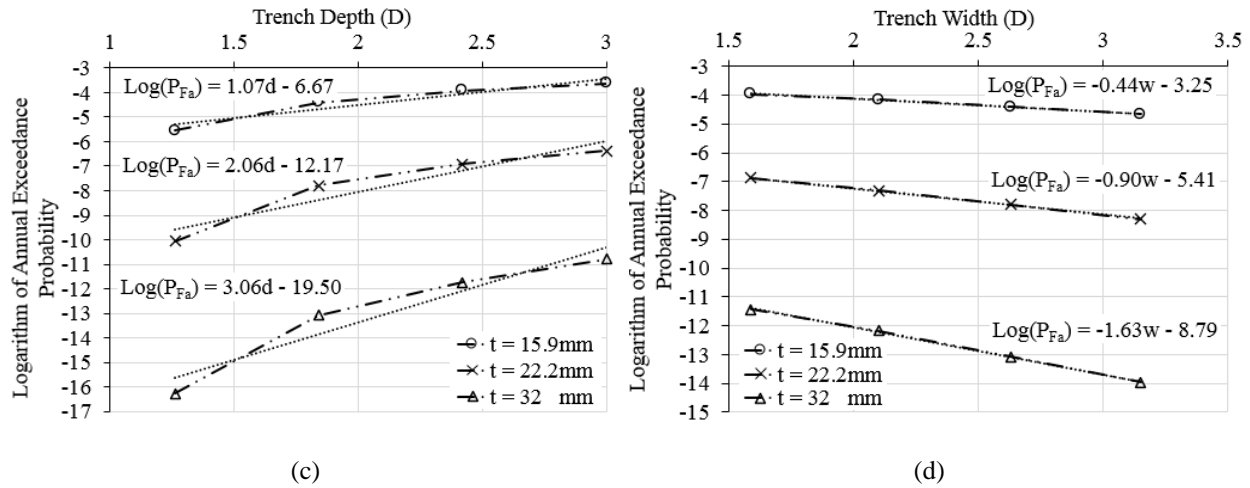 Trench Depth (D)
1 1.5 2 2.5 3
-3
-4
-5
-6
-7
-8
-9
-10
-11
-12
-13
-14
-15
-16
-17
Logarithm of Annual Exceedance
Probability
Log(P_Fa) = 1.07d - 6.67
Log(P_Fa) = 2.06d - 12.17
Log(P_Fa) = 3.06d - 19.50
t = 15.9mm
t = 22.2mm
t = 32 mm
(c)
Trench Width (D)
1.5 2 2.5 3 3.5
-3
-4
-5
-6
-7
-8
-9
-10
-11
-12
-13
-14
-15
Logarithm of Annual Exceedance
Probability
Log(P_Fa) = -0.44w - 3.25
Log(P_Fa) = -0.90w - 5.41
Log(P_Fa) = -1.63w - 8.79
t = 15.9mm
t = 22.2mm
t = 32 mm
(d)